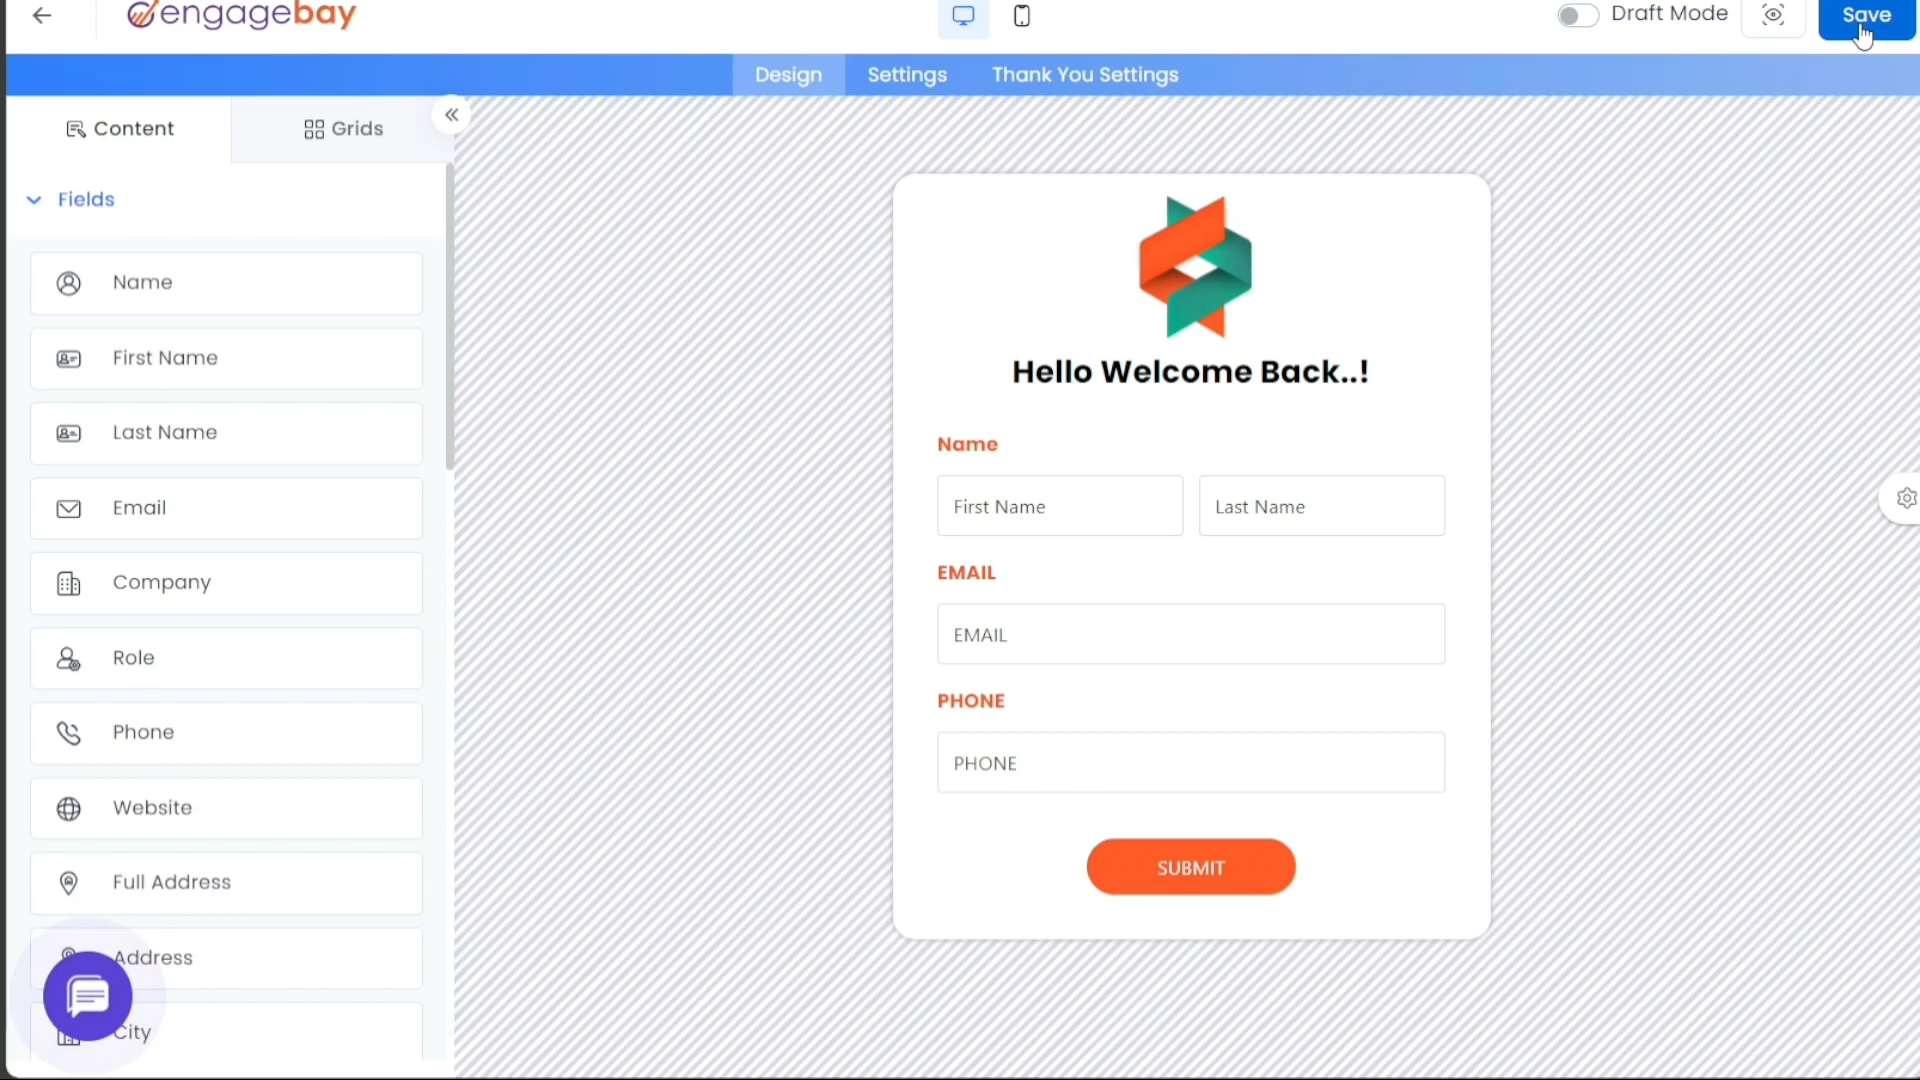 engagebay
Draft Mode
Save
Design
Settings
Thank You Settings
Content
Grids
Fields
Name
First Name
Last Name
Email
Company
Role
Phone
Website
Full Address
Address
City
Hello Welcome Back..!
Name
First Name
Last Name
EMAIL
EMAIL
PHONE
PHONE
SUBMIT